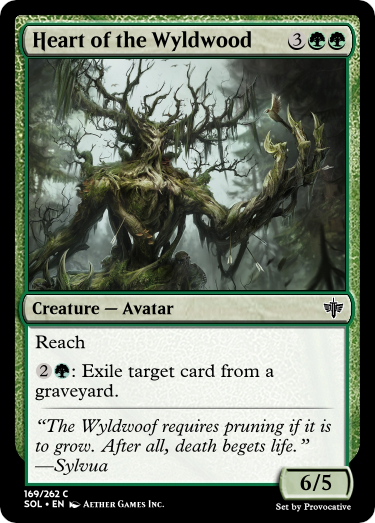 Heart of the Wyldwood 3
Creature — Avatar
Reach
2 : Exile target card from a
graveyard.
“The Wyldwoof requires pruning if it is
to grow. After all, death begets life.”
—Sylvua
6/5
169/262 C
SOL • EN Aether Games Inc.
Set by Provocative